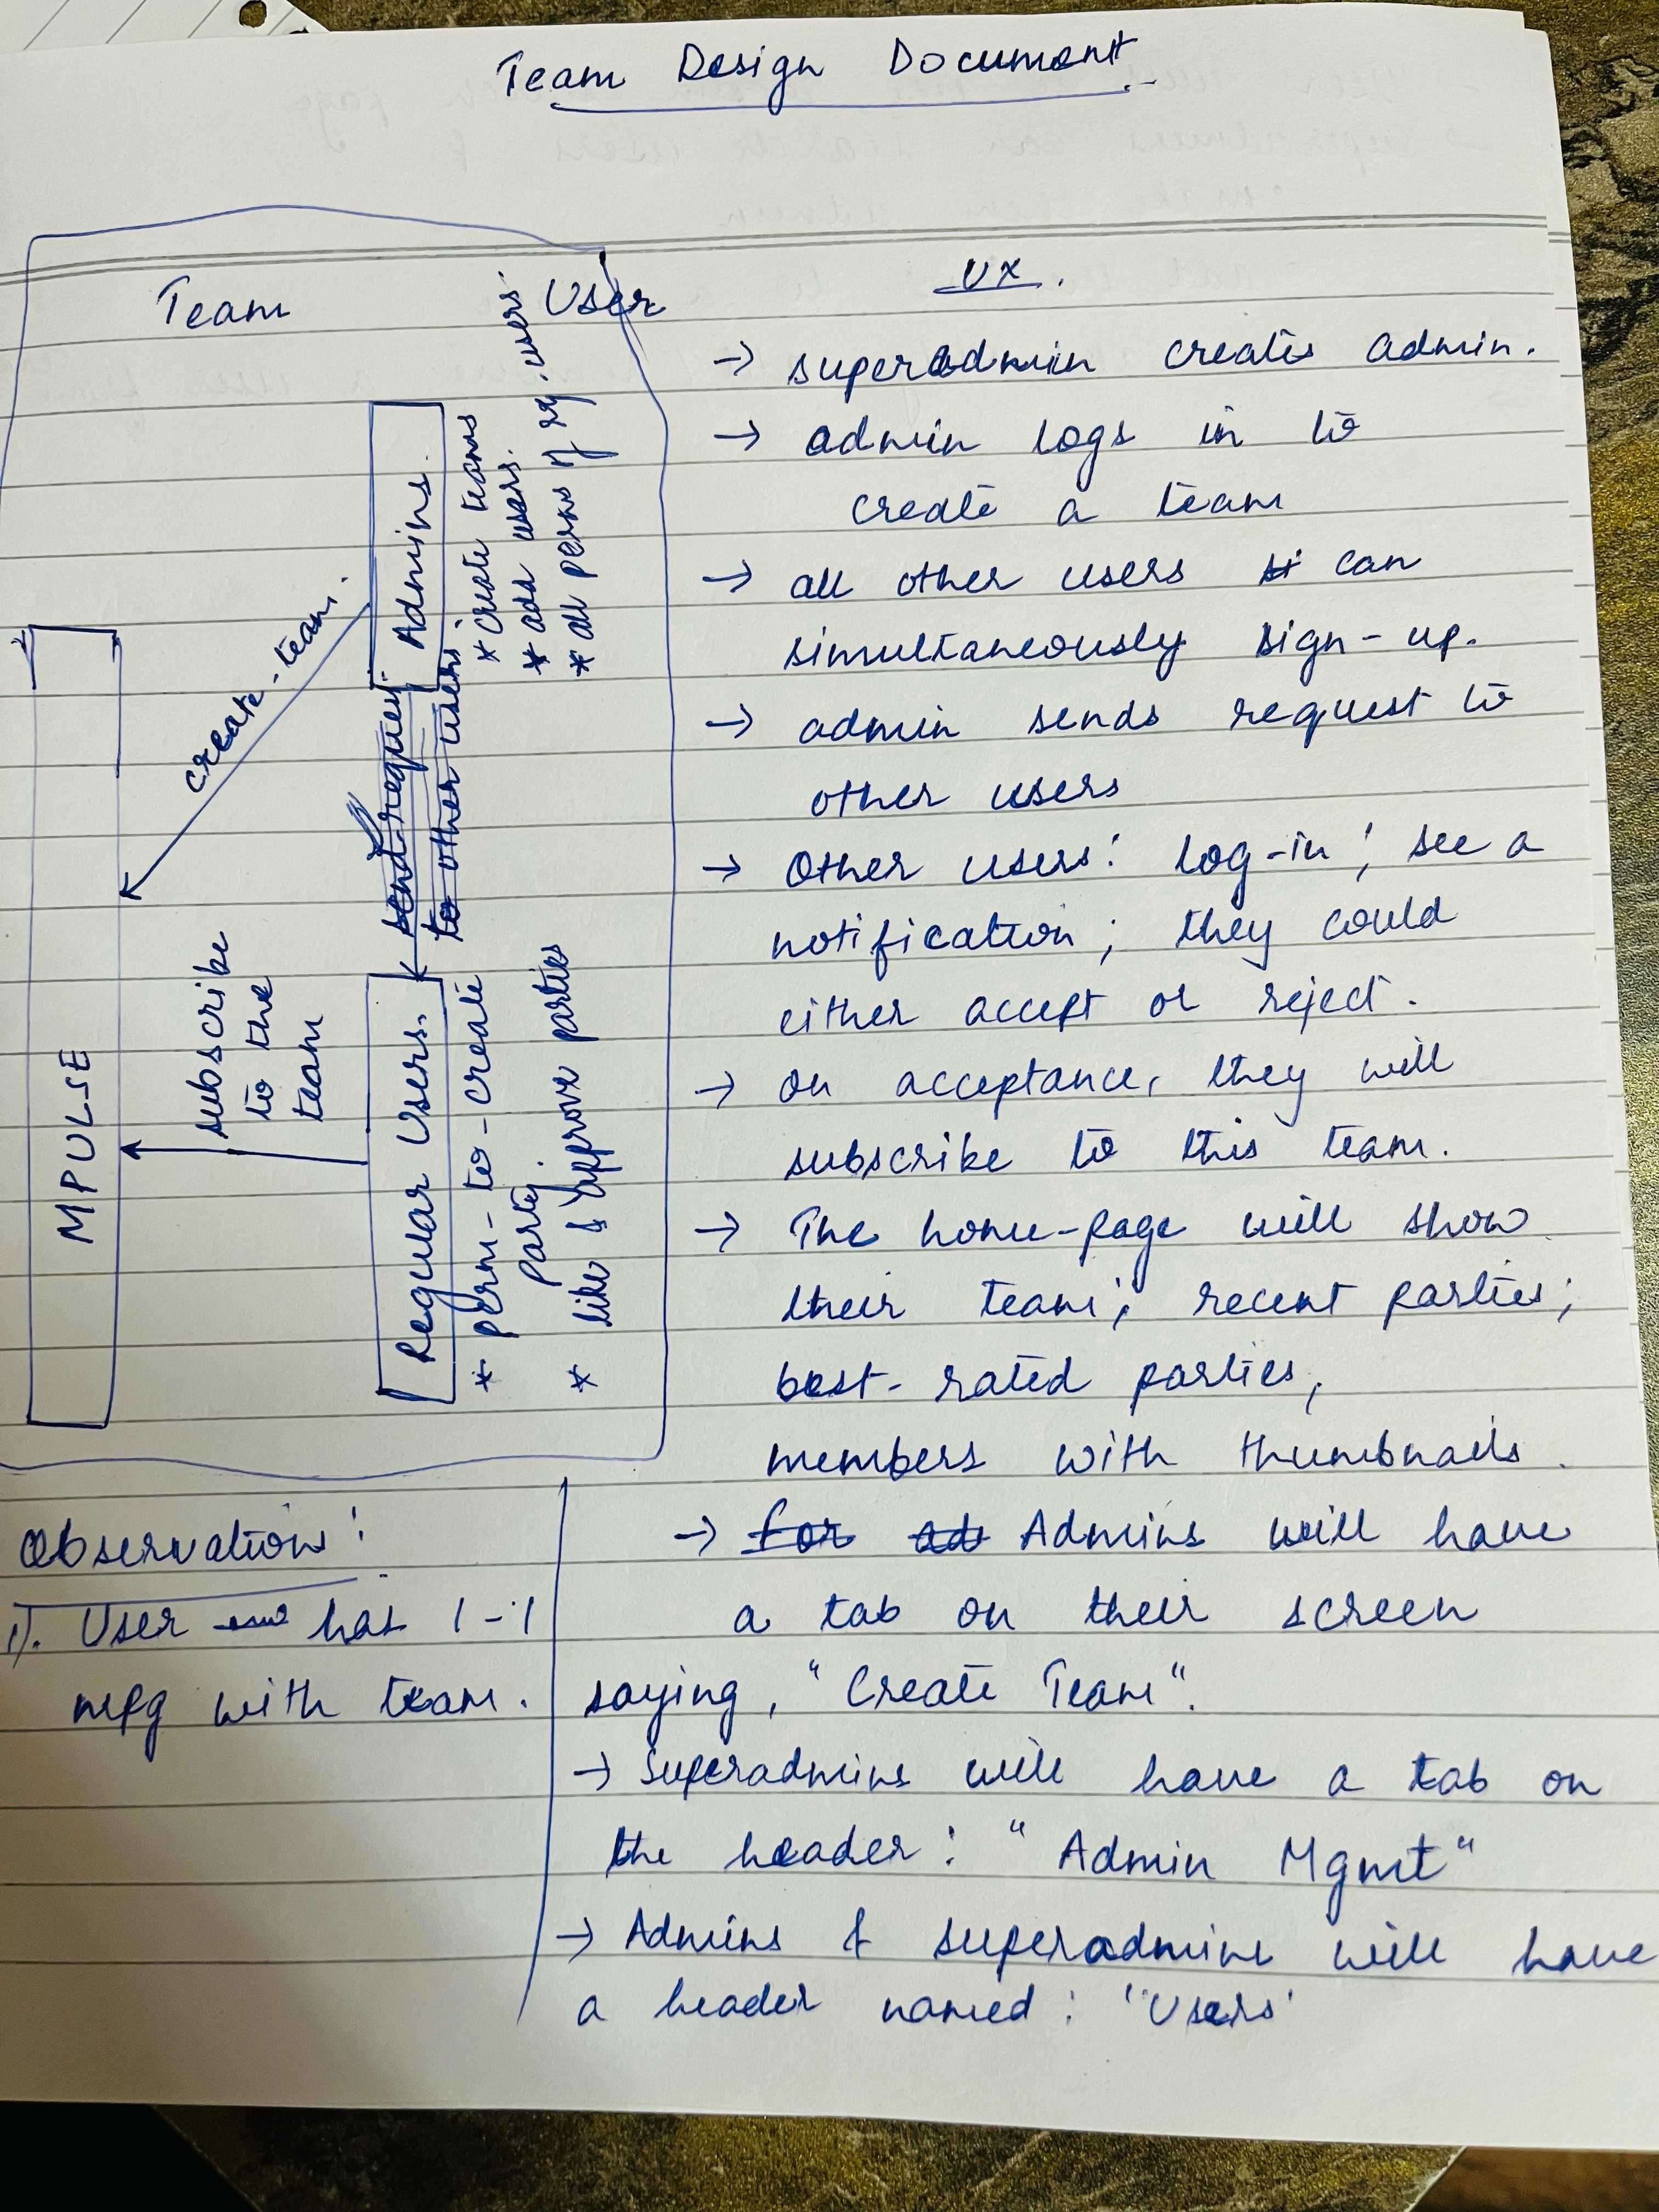 Team Design Document
Team
User
MPULSE
create-team.
subscribe
to the
team
Admins.
* create teams
* add users.
* all perms of reg. users.
send request
to other users
Regular Users.
* perm-to-create
party.
* like & approve parties
UX.
→ superadmin creates admin.
→ admin logs in to
create a team
→ all other users can
simultaneously sign-up.
→ admin sends request to
other users
→ Other users: log-in; see a
notification; they could
either accept or reject.
→ on acceptance, they will
subscribe to this team.
→ The home-page will show
their team; recent parties;
best-rated parties,
members with thumbnails.
→ for ad Admins will have
a tab on their screen
saying, "Create Team".
→ Superadmins will have a tab on
the header: "Admin Mgmt"
→ Admins & superadmins will have
a header named: "Users"
Observation:
1). User has 1-1
mpg with team.